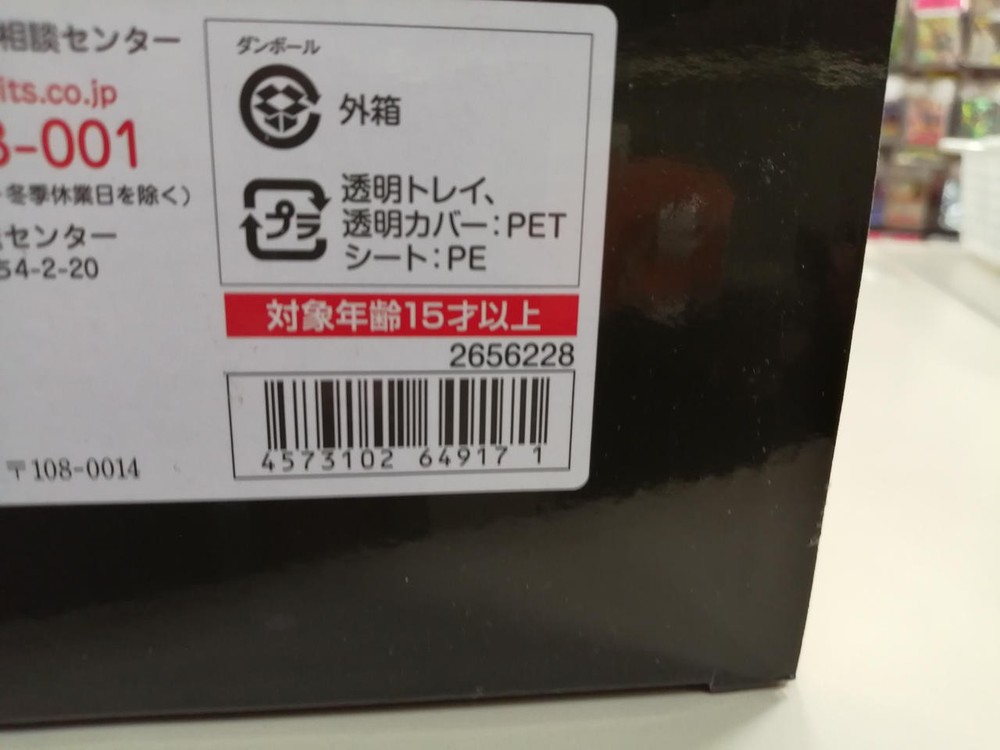 相談センター
its.co.jp
3-001
冬季休業日を除く）
センター
4-2-20
〒108-0014
ダンボール
外箱
プラ
透明トレイ、
透明カバー：PET
シート：PE
対象年齢15才以上
2656228
4573102 64917 1